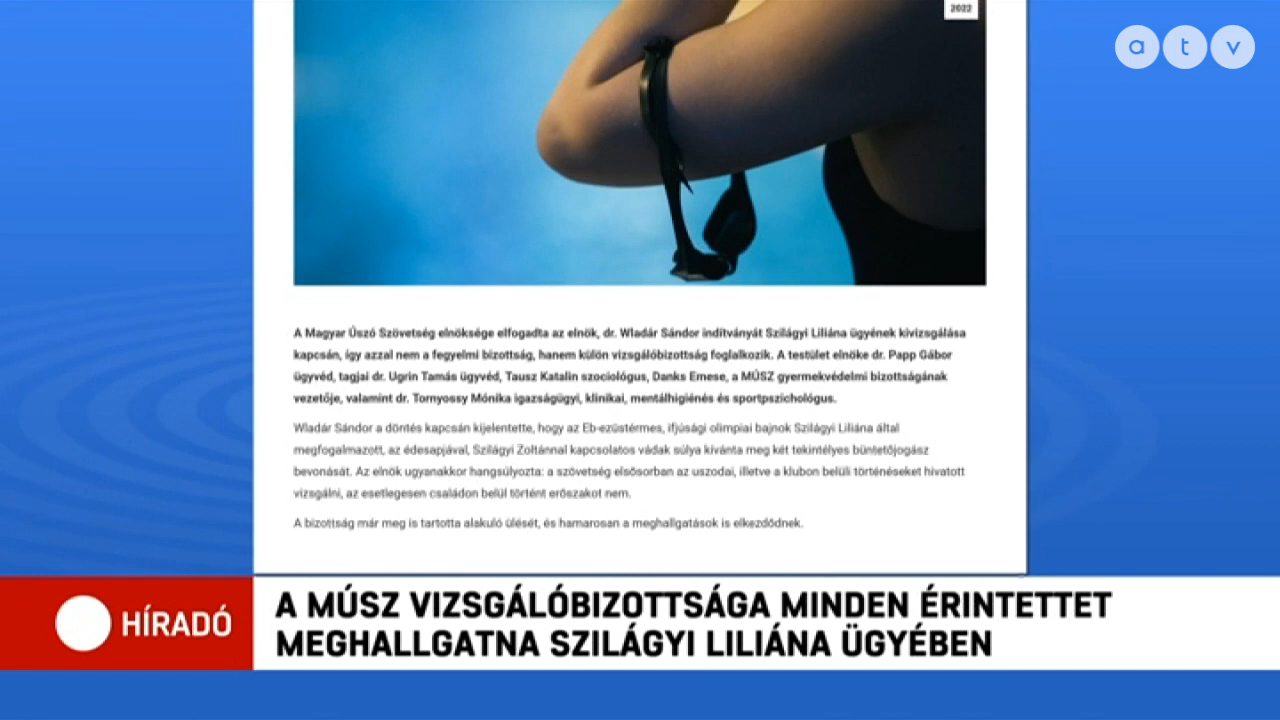 2022
a t v
A Magyar Úszó Szövetség elnöksége elfogadta az elnök, dr. Wladár Sándor indítványát Szilágyi Liliána ügyének kivizsgálása
kapcsán, így azzal nem a fegyelmi bizottság, hanem külön vizsgálóbizottság foglalkozik. A testület elnöke dr. Papp Gábor
ügyvéd, tagjai dr. Ugrin Tamás ügyvéd, Tausz Katalin szociológus, Danks Emese, a MÚSZ gyermekvédelmi bizottságának
vezetője, valamint dr. Tornyossy Mónika igazságügyi, klinikai, mentálhigiénés és sportpszichológus.
Wladár Sándor a döntés kapcsán kijelentette, hogy az Eb-ezüstérmes, ifjúsági olimpiai bajnok Szilágyi Liliána által
megfogalmazott, az édesapjával, Szilágyi Zoltánnal kapcsolatos vádak súlya kívánta meg két tekintélyes büntetőjogász
bevonását. Az elnök ugyanakkor hangsúlyozta: a szövetség elsősorban az uszodai, illetve a klubon belüli történéseket hivatott
vizsgálni, az esetlegesen családon belül történt erőszakot nem.
A bizottság már meg is tartotta alakuló ülését, és hamarosan a meghallgatások is elkezdődnek.
HÍRADÓ
A MÚSZ VIZSGÁLÓBIZOTTSÁGA MINDEN ÉRINTETTET
MEGHALLGATNA SZILÁGYI LILIÁNA ÜGYÉBEN